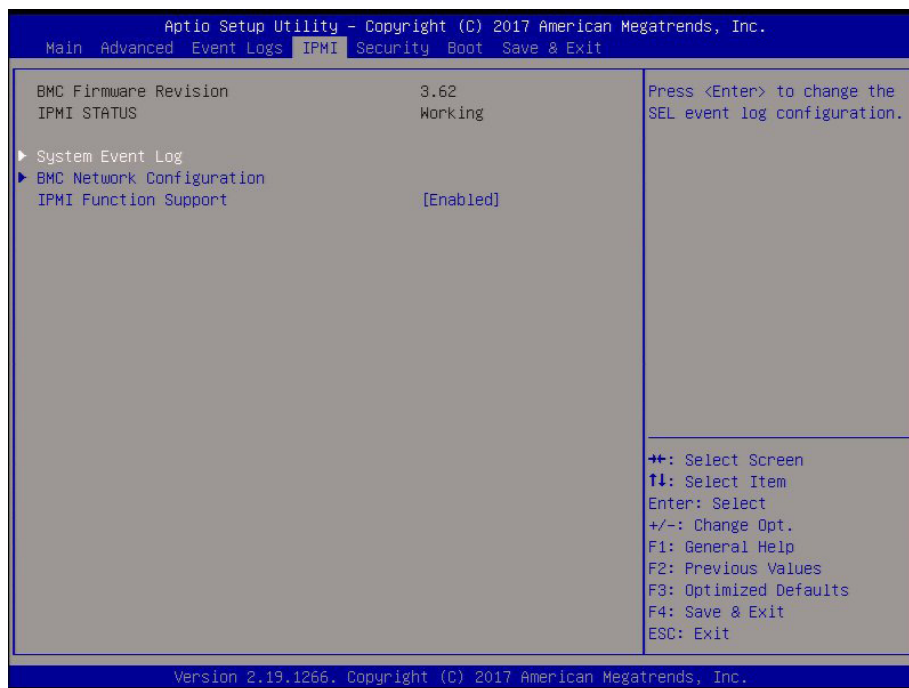 Aptio Setup Utility – Copyright (C) 2017 American Megatrends, Inc.
Main Advanced Event Logs IPMI Security Boot Save & Exit
BMC Firmware Revision 3.62
IPMI STATUS Working
System Event Log
BMC Network Configuration
IPMI Function Support [Enabled]
Press <Enter> to change the
SEL event log configuration.
→←: Select Screen
↑↓: Select Item
Enter: Select
+/-: Change Opt.
F1: General Help
F2: Previous Values
F3: Optimized Defaults
F4: Save & Exit
ESC: Exit
Version 2.19.1266. Copyright (C) 2017 American Megatrends, Inc.